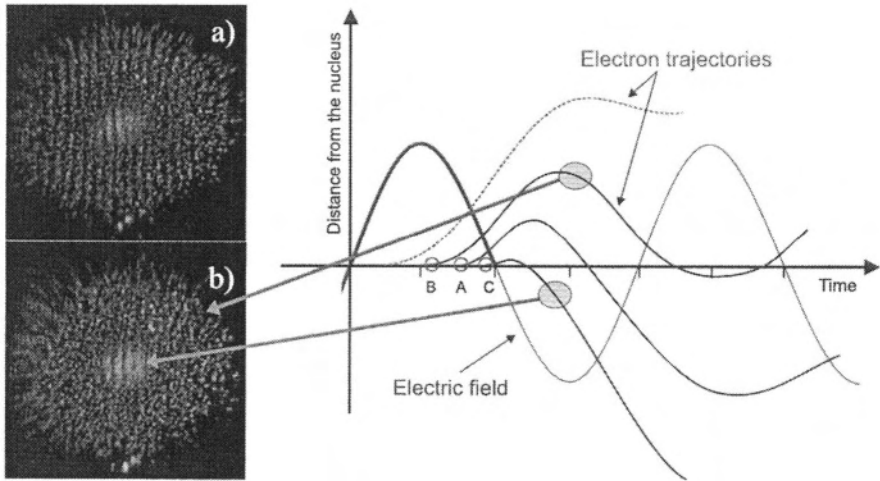 a)
b)
Distance from the nucleus
Electron trajectories
B A C
Time
Electric field